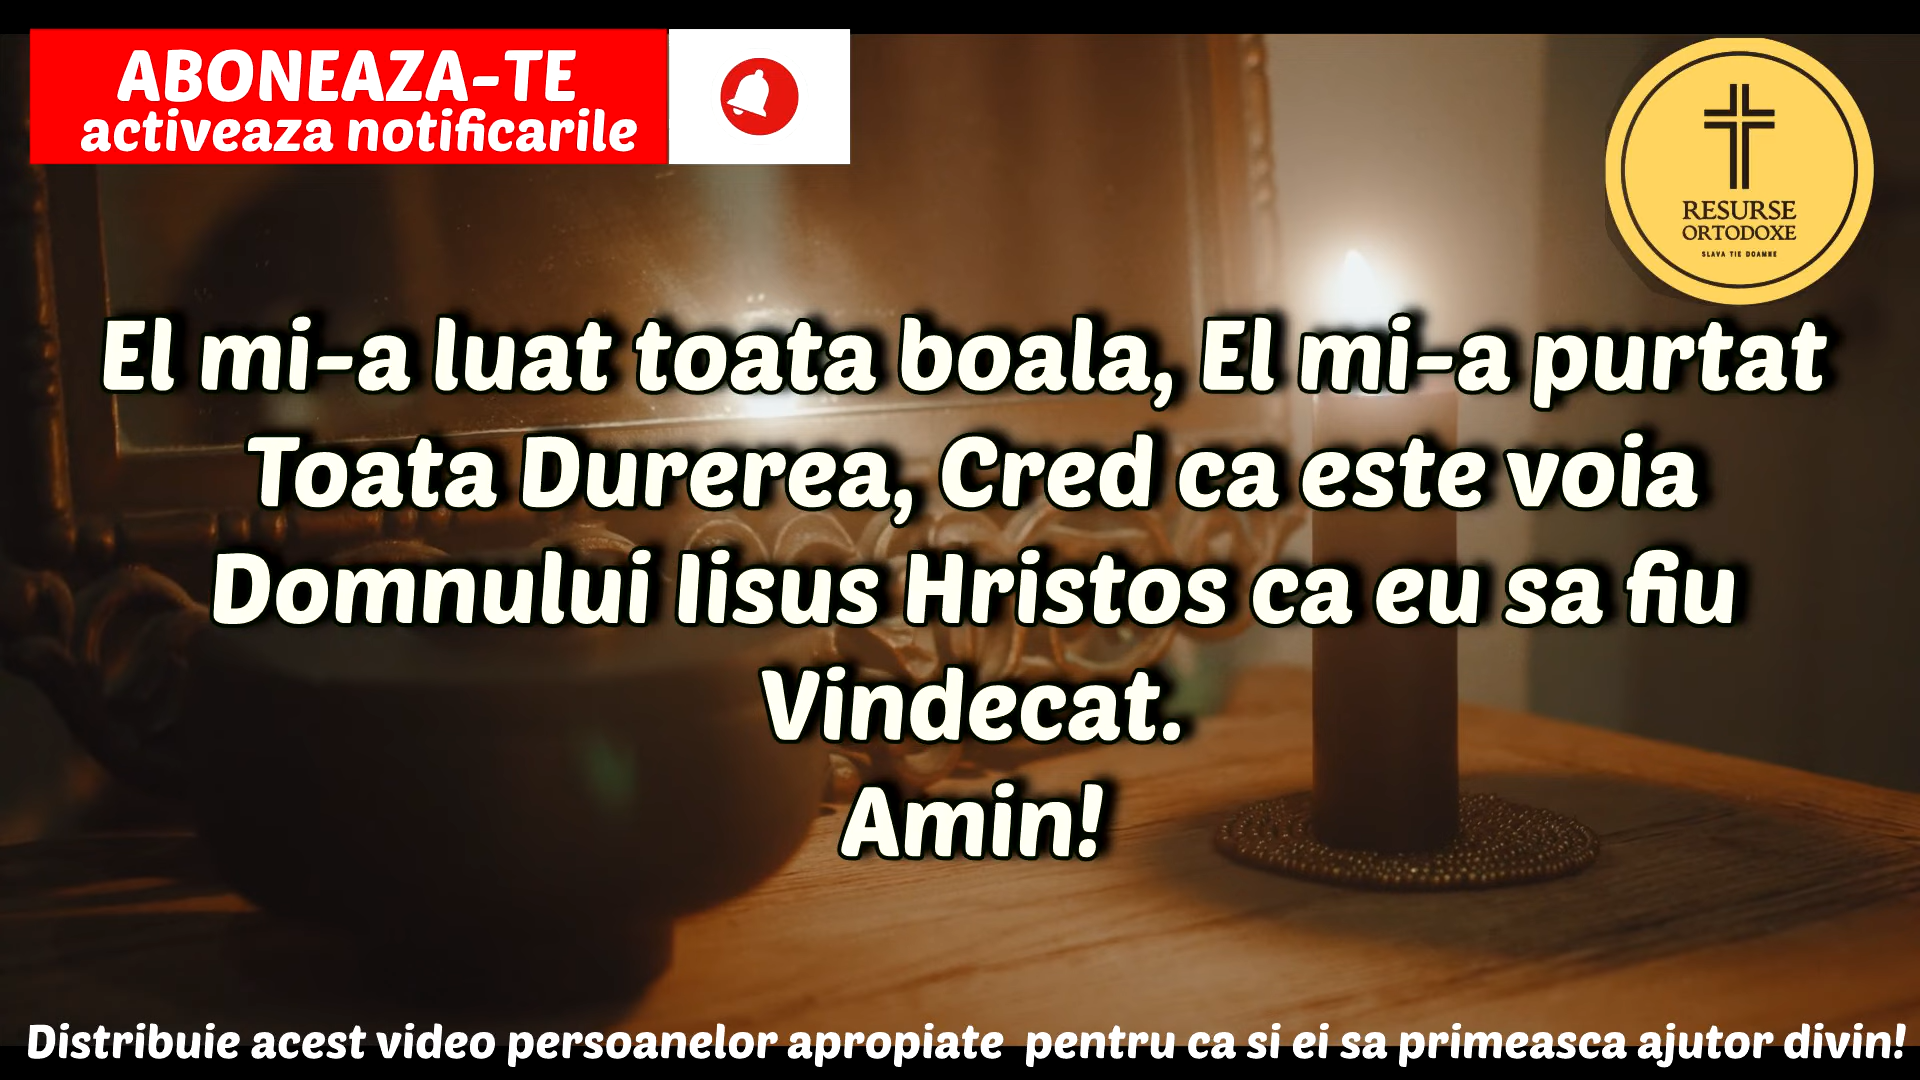 ABONEAZA-TE
activeaza notificarile
RESURSE
ORTODOXE
SLAVA TIE DOAMNE
El mi-a luat toata boala, El mi-a purtat
Toata Durerea, Cred ca este voia
Domnului Iisus Hristos ca eu sa fiu
Vindecat.
Amin!
Distribuie acest video persoanelor apropiate pentru ca si ei sa primeasca ajutor divin!